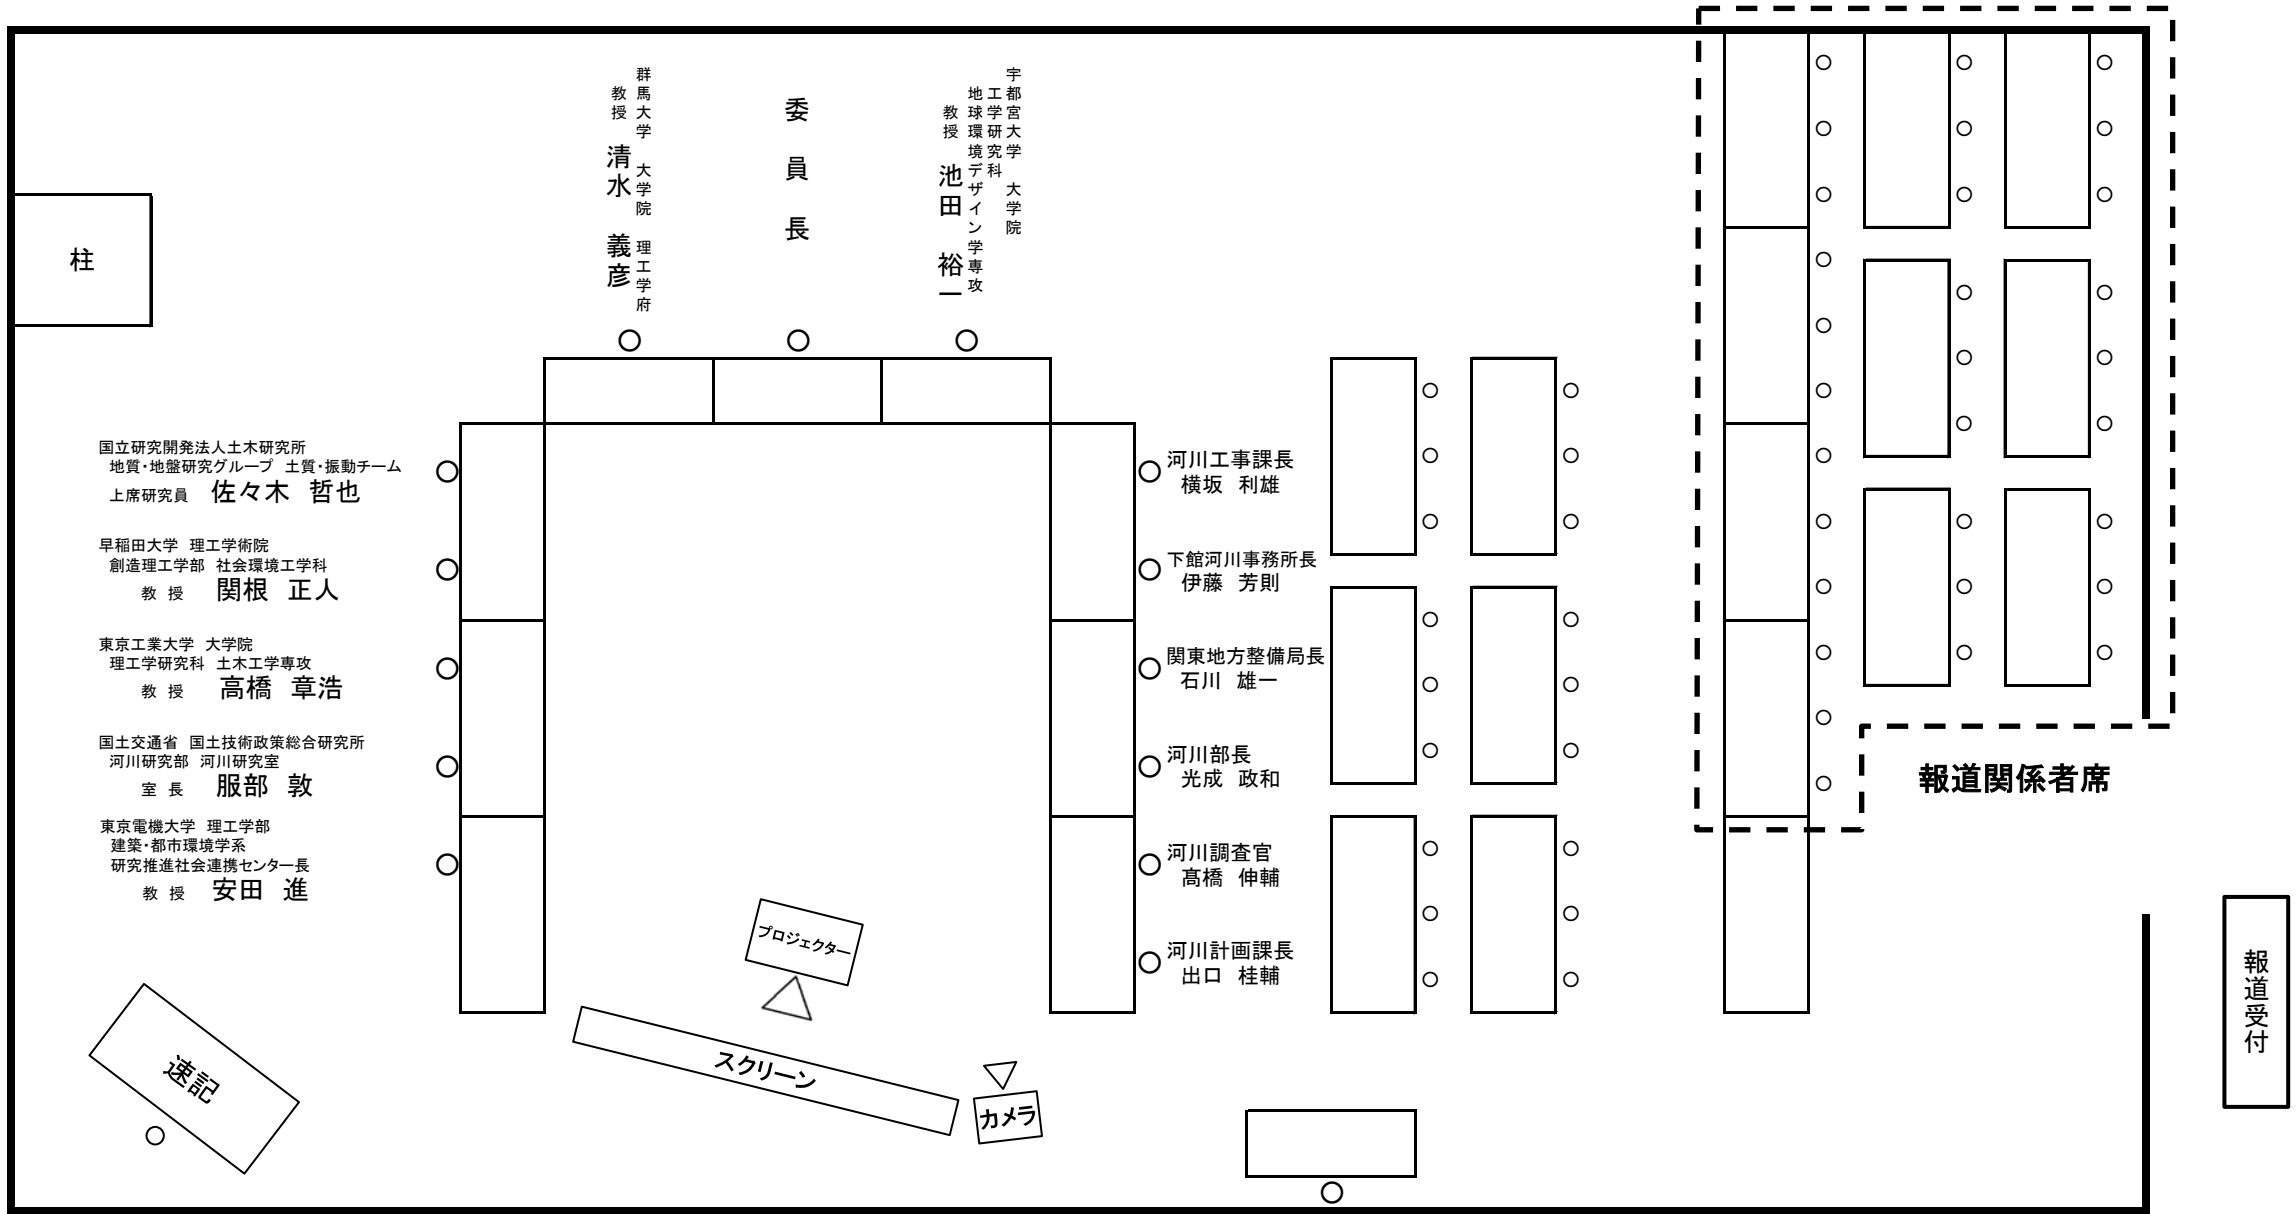 宇都宮大学 大学院
工学研究科
地球環境デザイン学専攻
教授 池田 裕一
委員長
群馬大学 大学院 理工学府
教授 清水 義彦
柱
国立研究開発法人土木研究所
地質・地盤研究グループ 土質・振動チーム
上席研究員 佐々木 哲也
早稲田大学 理工学術院
創造理工学部 社会環境工学科
教 授 関根 正人
東京工業大学 大学院
理工学研究科 土木工学専攻
教 授 高橋 章浩
国土交通省 国土技術政策総合研究所
河川研究部 河川研究室
室 長 服部 敦
東京電機大学 理工学部
建築・都市環境学系
研究推進社会連携センター長
教 授 安田 進
河川工事課長
横坂 利雄
下館河川事務所長
伊藤 芳則
関東地方整備局長
石川 雄一
河川部長
光成 政和
河川調査官
髙橋 伸輔
河川計画課長
出口 桂輔
報道関係者席
報道受付
プロジェクター
スクリーン
カメラ
速記